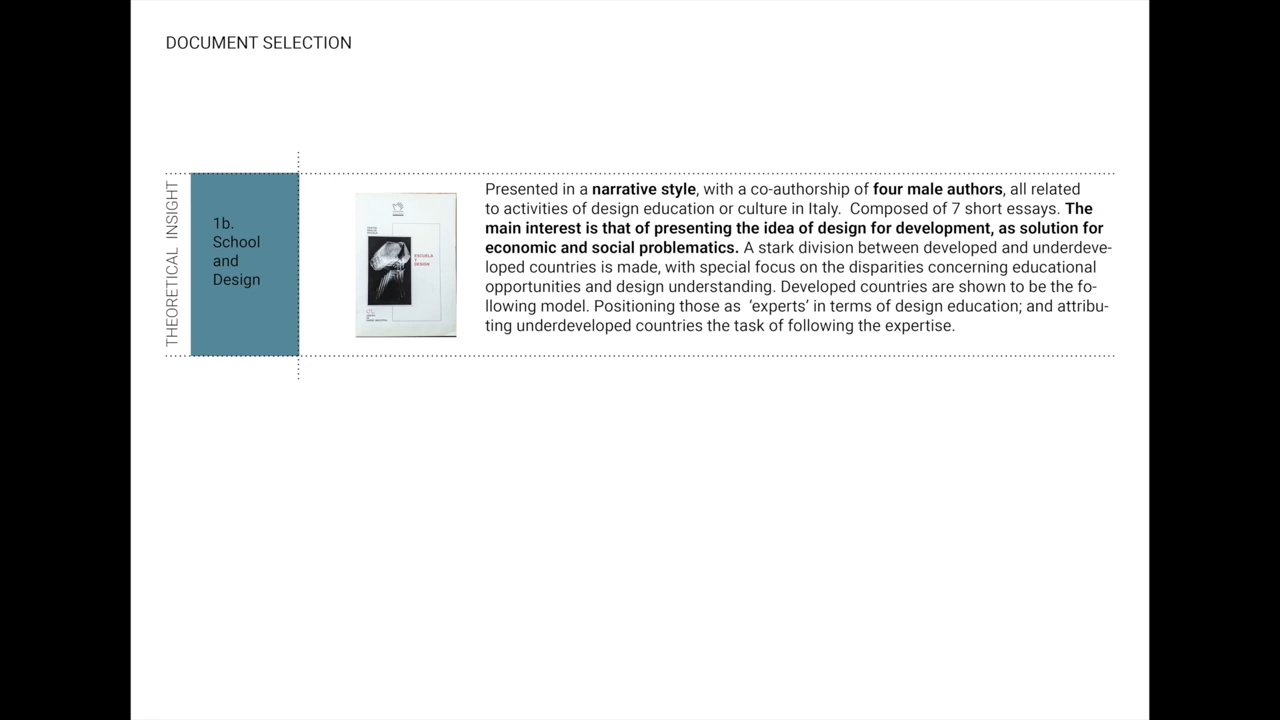 DOCUMENT SELECTION
THEORETICAL INSIGHT
1b.
School
and
Design
ESCUELA
Y
DESIGN
Presented in a narrative style, with a co-authorship of four male authors, all related
to activities of design education or culture in Italy. Composed of 7 short essays. The
main interest is that of presenting the idea of design for development, as solution for
economic and social problematics. A stark division between developed and underdeve-
loped countries is made, with special focus on the disparities concerning educational
opportunities and design understanding. Developed countries are shown to be the fo-
llowing model. Positioning those as ‘experts’ in terms of design education; and attribu-
ting underdeveloped countries the task of following the expertise.